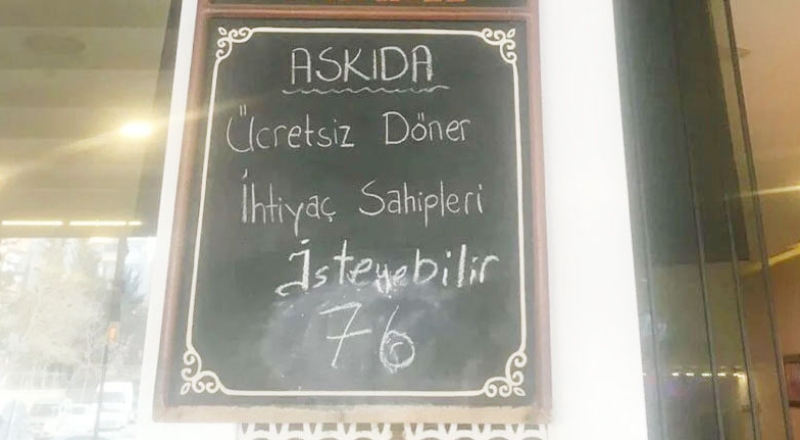 ASKIDA
Ücretsiz Döner
İhtiyaç Sahipleri
İsteyebilir
76